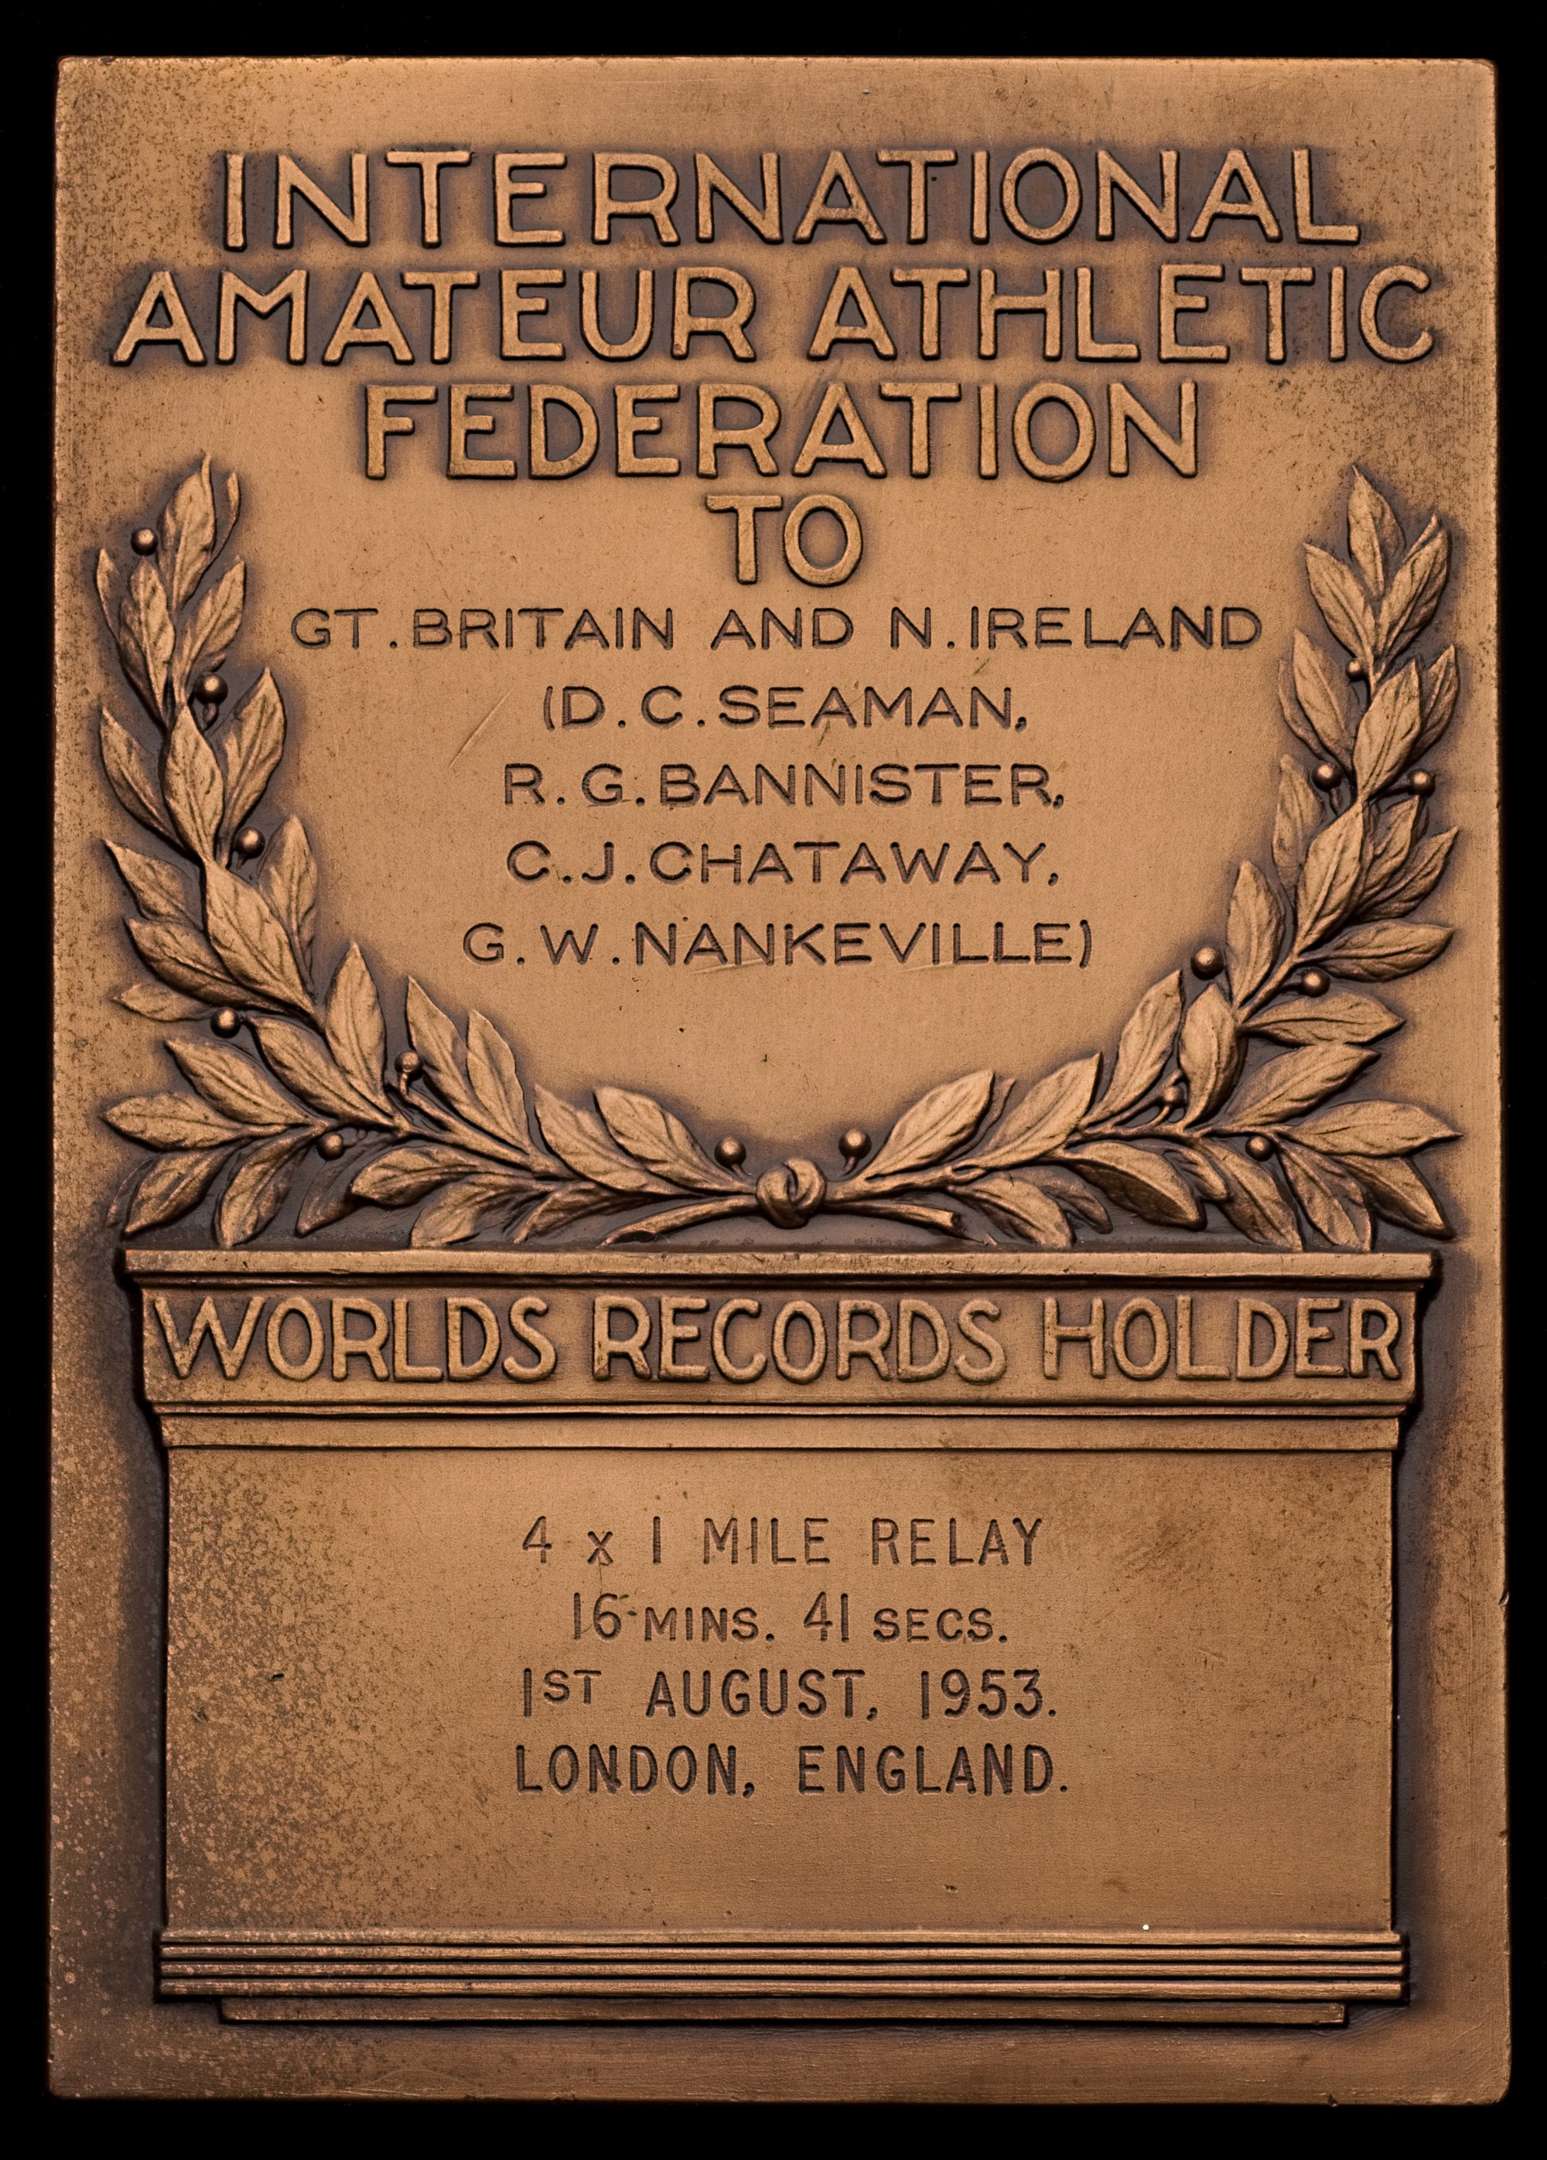 INTERNATIONAL
AMATEUR ATHLETIC
FEDERATION
TO
GT. BRITAIN AND N. IRELAND
(D. C. SEAMAN,
R. G. BANNISTER,
C. J. CHATAWAY,
G. W. NANKEVILLE)
WORLDS RECORDS HOLDER
4 x 1 MILE RELAY
16 MINS. 41 SECS.
1ST AUGUST, 1953.
LONDON, ENGLAND.